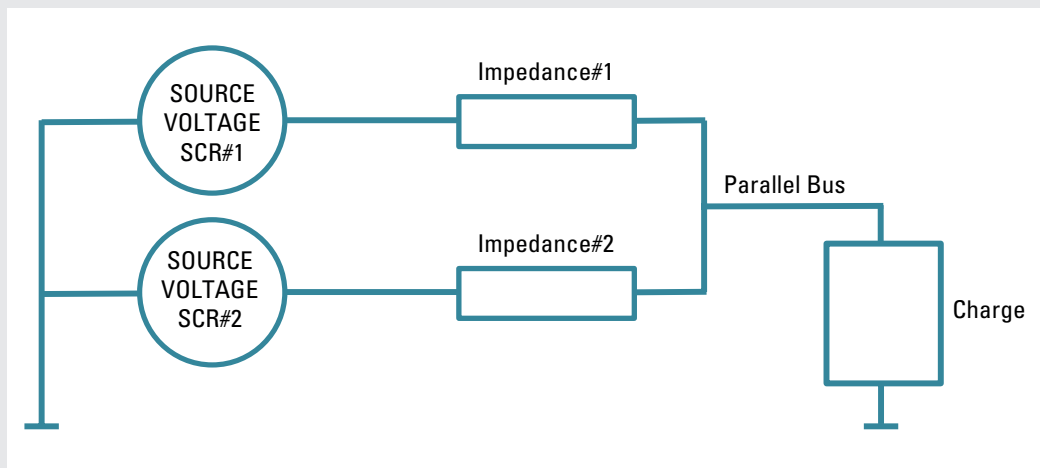 SOURCE
VOLTAGE
SCR#1
Impedance#1
Parallel Bus
SOURCE
VOLTAGE
SCR#2
Impedance#2
Charge